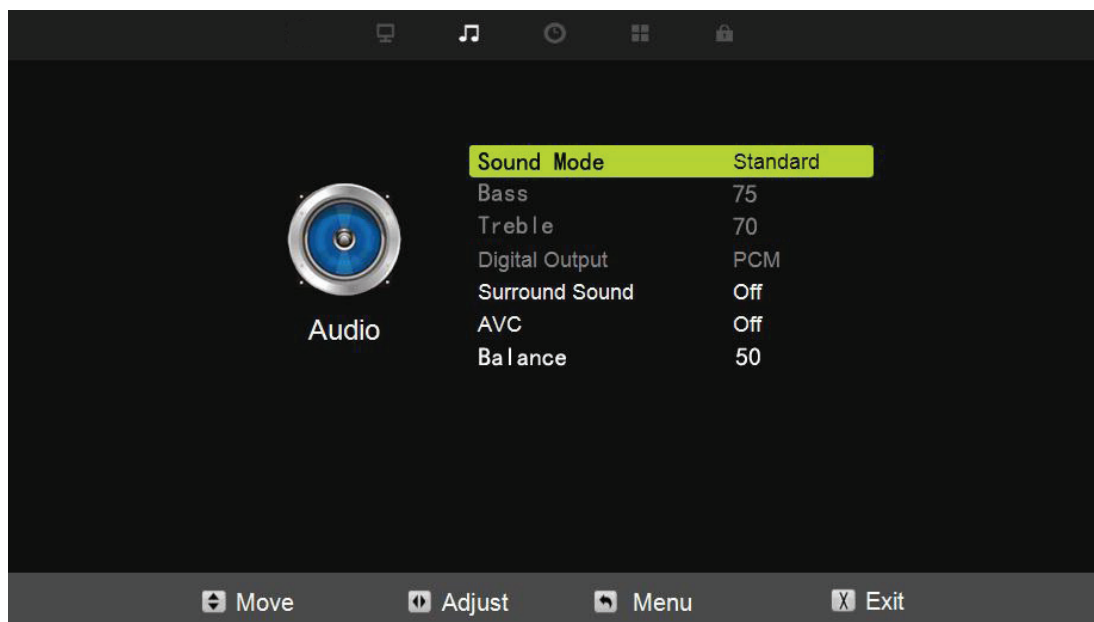 Sound Mode Standard
Bass 75
Treble 70
Digital Output PCM
Surround Sound Off
AVC Off
Balance 50
Audio
Move Adjust Menu X Exit